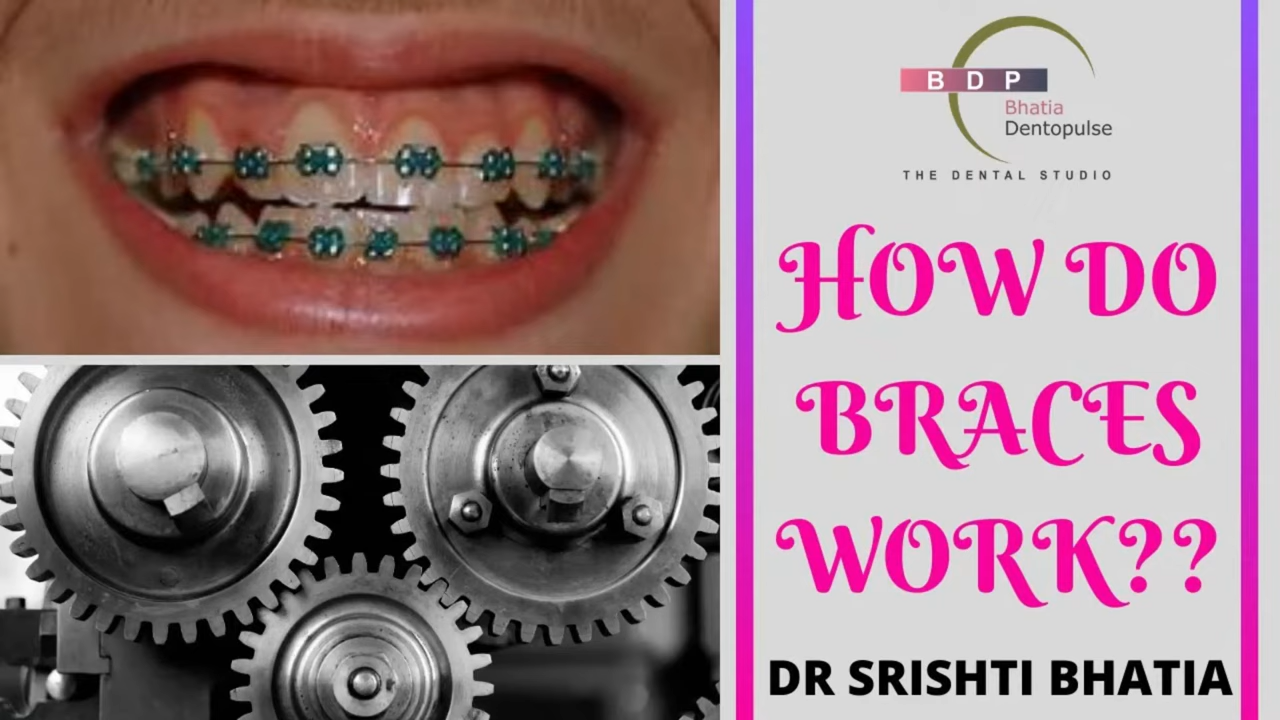 B D P
Bhatia
Dentopulse
THE DENTAL STUDIO
HOW DO
BRACES
WORK??
DR SRISHTI BHATIA